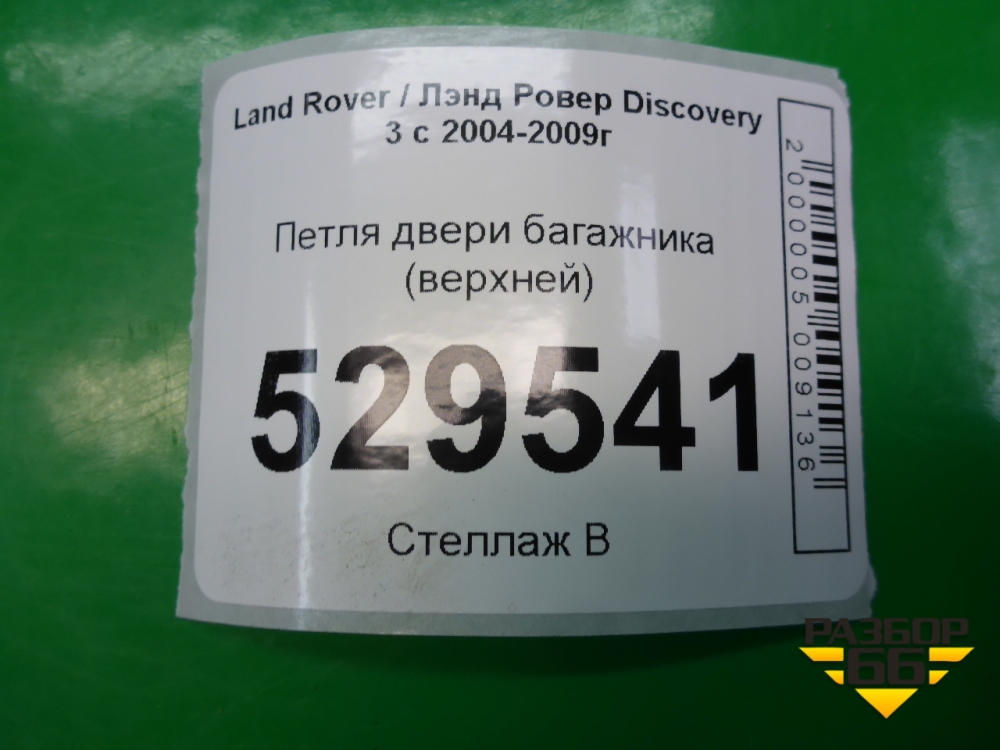 Land Rover / Лэнд Ровер Discovery
3 с 2004-2009г
Петля двери багажника
(верхней)
529541
Стеллаж В
2000005009136
РАЗБОР
66